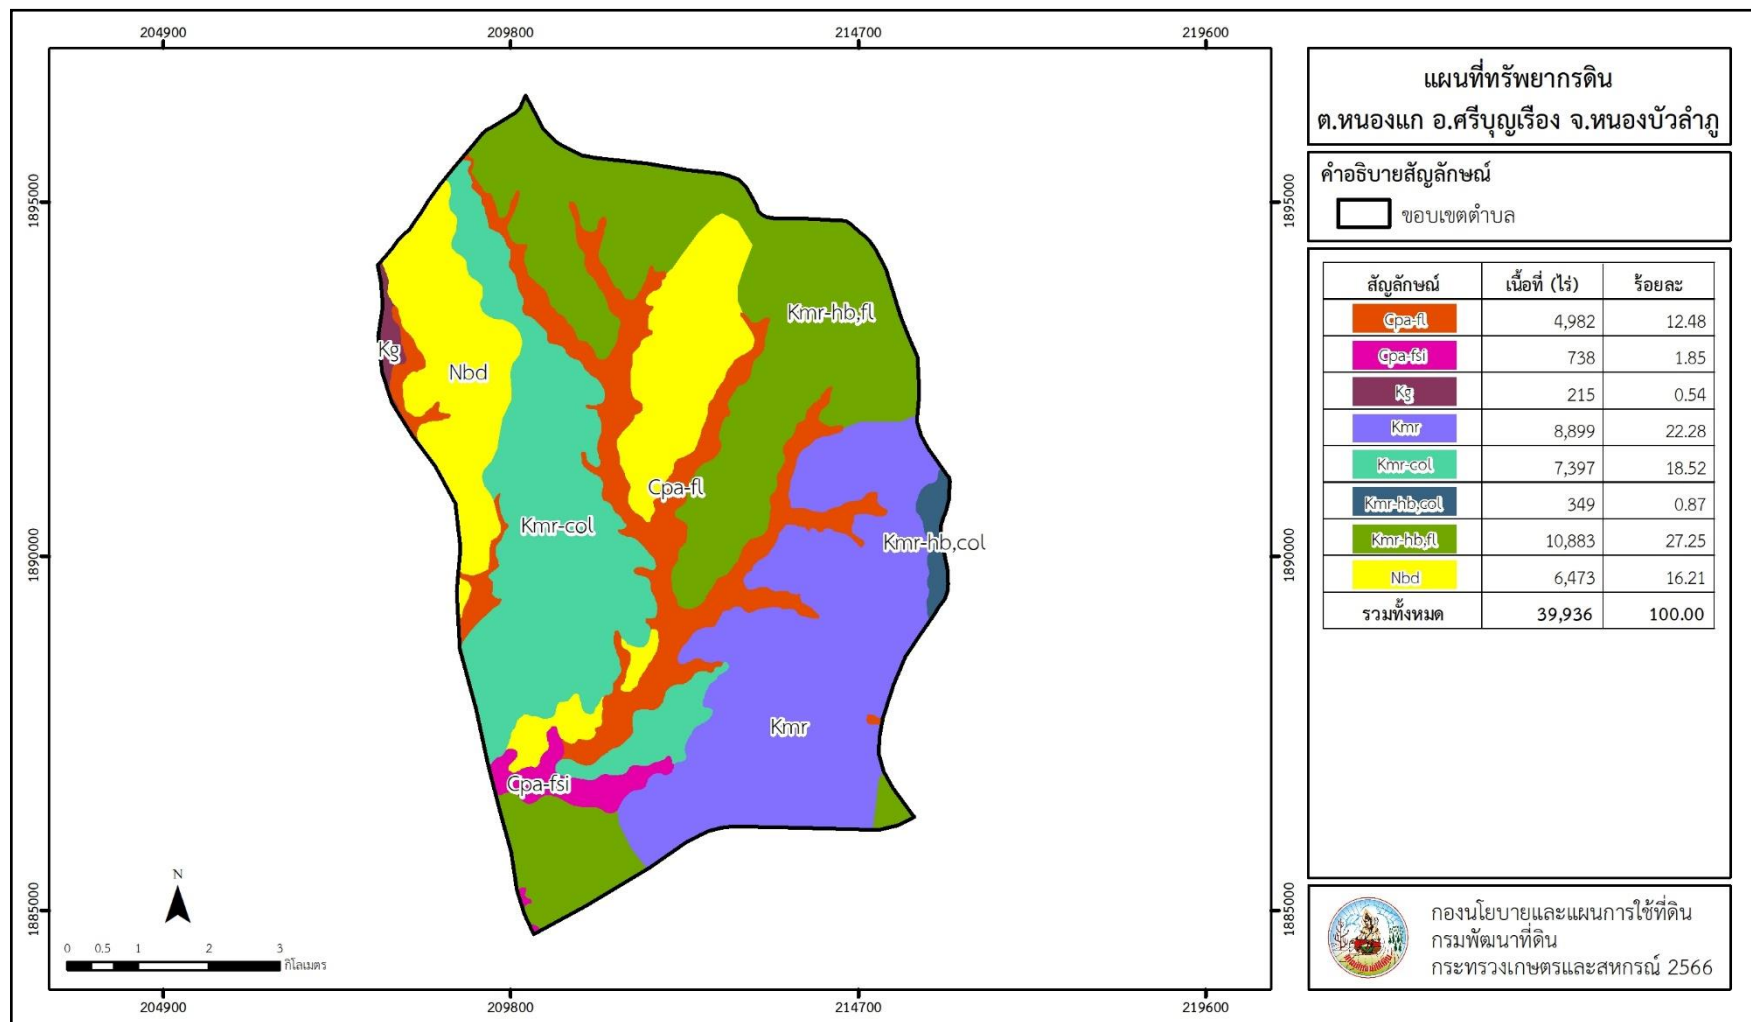 204900
209800
214700
219600
1895000
1890000
1885000
Kmr-hb,fl
Kg
Nbd
Cpa-fl
Kmr-col
Kmr-hb,col
Kmr
Cpa-fsi
N
0 0.5 1 2 3
กิโลเมตร
204900
209800
214700
219600
1895000
1890000
1885000
แผนที่ทรัพยากรดิน
ต.หนองแก อ.ศรีบุญเรือง จ.หนองบัวลำภู
คำอธิบายสัญลักษณ์
ขอบเขตตำบล
สัญลักษณ์ เนื้อที่ (ไร่) ร้อยละ
Cpa-fl 4,982 12.48
Cpa-fsi 738 1.85
Kg 215 0.54
Kmr 8,899 22.28
Kmr-col 7,397 18.52
Kmr-hb,col 349 0.87
Kmr-hb,fl 10,883 27.25
Nbd 6,473 16.21
รวมทั้งหมด 39,936 100.00
กองนโยบายและแผนการใช้ที่ดิน
กรมพัฒนาที่ดิน
กระทรวงเกษตรและสหกรณ์ 2566